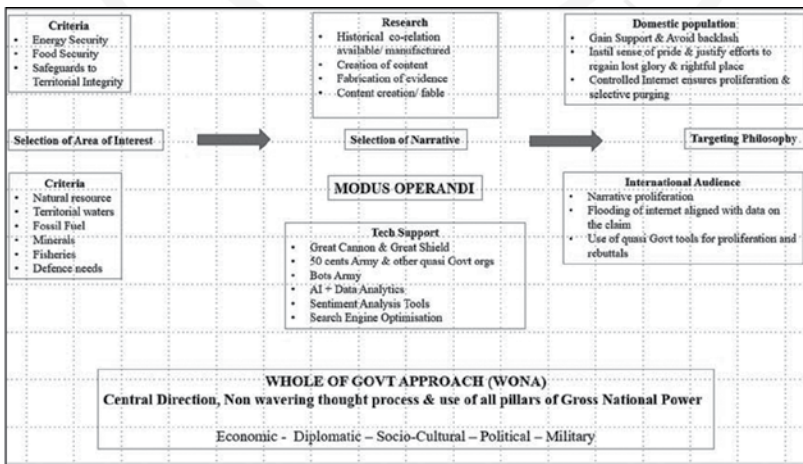 Criteria
• Energy Security
• Food Security
• Safeguards to
Territorial Integrity
Research
• Historical co-relation
available/ manufactured
• Creation of content
• Fabrication of evidence
• Content creation/ fable
Domestic population
• Gain Support & Avoid backlash
• Instil sense of pride & justify efforts to
regain lost glory & rightful place
• Controlled Internet ensures proliferation &
selective purging
Selection of Area of Interest
Selection of Narrative
Targeting Philosophy
Criteria
• Natural resource
• Territorial waters
• Fossil Fuel
• Minerals
• Fisheries
• Defence needs
MODUS OPERANDI
Tech Support
• Great Cannon & Great Shield
• 50 cents Army & other quasi Govt orgs
• Bots Army
• AI + Data Analytics
• Sentiment Analysis Tools
• Search Engine Optimisation
International Audience
• Narrative proliferation
• Flooding of internet aligned with data on
the claim
• Use of quasi Govt tools for proliferation and
rebuttals
WHOLE OF GOVT APPROACH (WONA)
Central Direction, Non wavering thought process & use of all pillars of Gross National Power
Economic - Diplomatic – Socio-Cultural – Political – Military